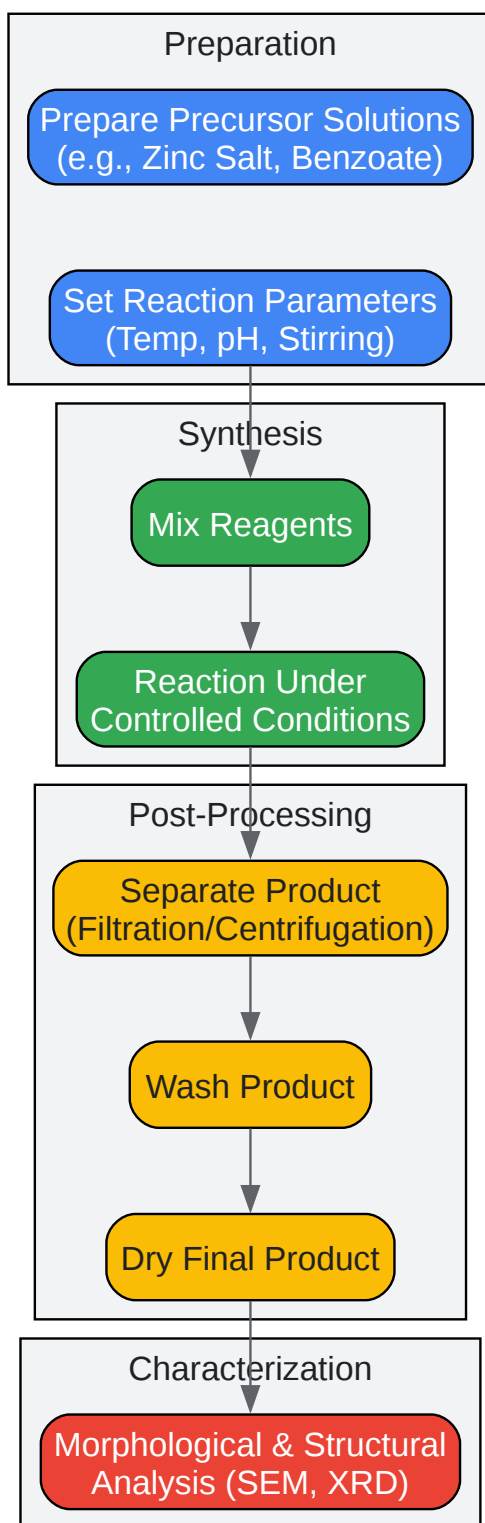 Preparation
Prepare Precursor Solutions
(e.g., Zinc Salt, Benzoate)
Set Reaction Parameters
(Temp, pH, Stirring)
Synthesis
Mix Reagents
Reaction Under
Controlled Conditions
Post-Processing
Separate Product
(Filtration/Centrifugation)
Wash Product
Dry Final Product
Characterization
Morphological & Structural
Analysis (SEM, XRD)